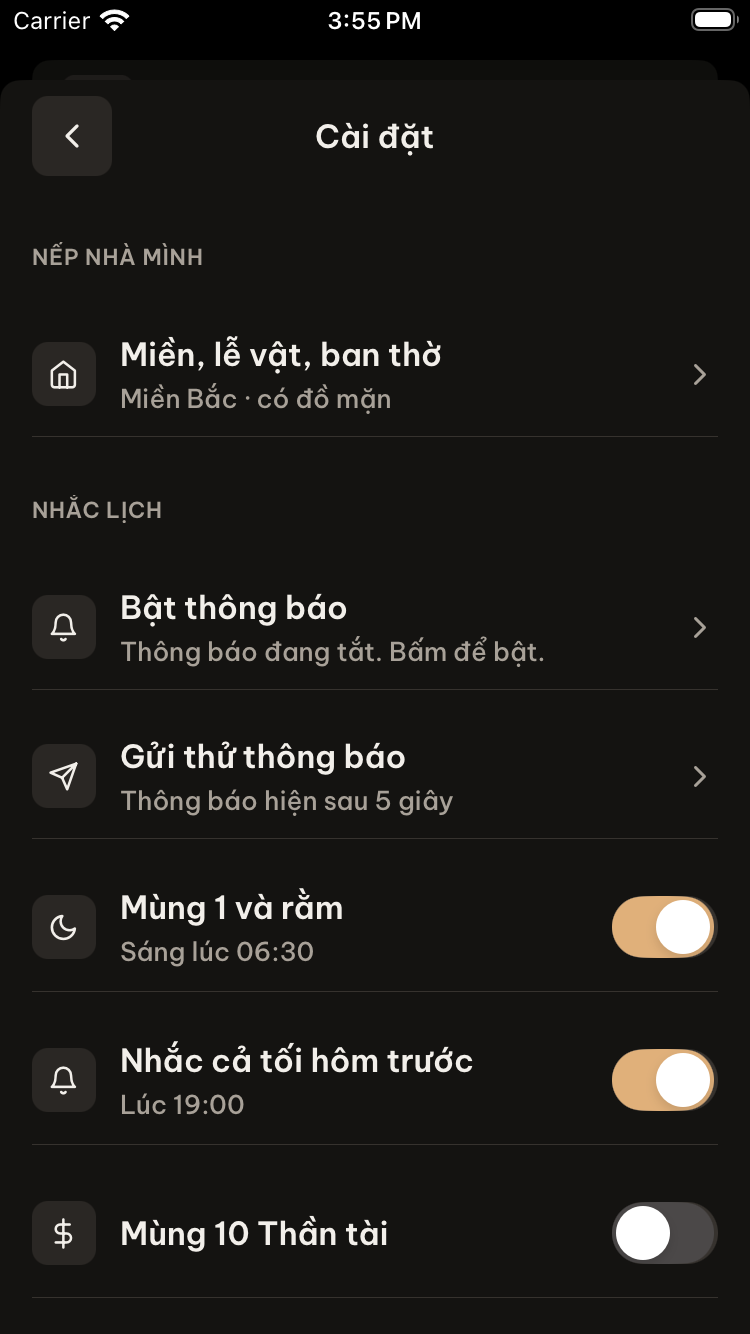 Carrier
3:55 PM
Cài đặt
NẾP NHÀ MÌNH
Miền, lễ vật, ban thờ
Miền Bắc · có đồ mặn
NHẮC LỊCH
Bật thông báo
Thông báo đang tắt. Bấm để bật.
Gửi thử thông báo
Thông báo hiện sau 5 giây
Mùng 1 và rằm
Sáng lúc 06:30
Nhắc cả tối hôm trước
Lúc 19:00
Mùng 10 Thần tài